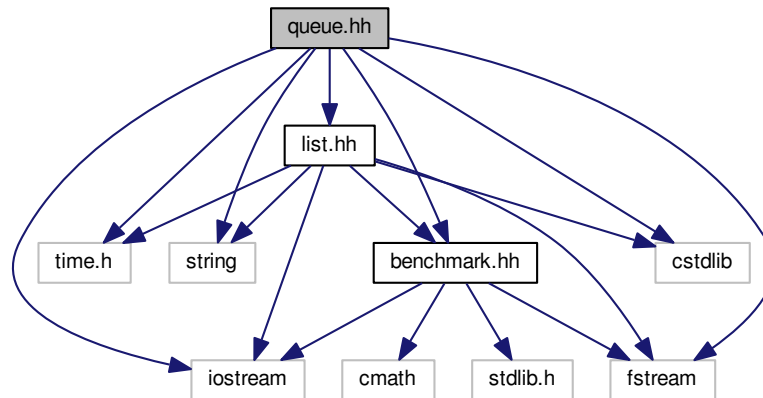 queue.hh
list.hh
time.h
string
benchmark.hh
cstdlib
iostream
cmath
stdlib.h
fstream